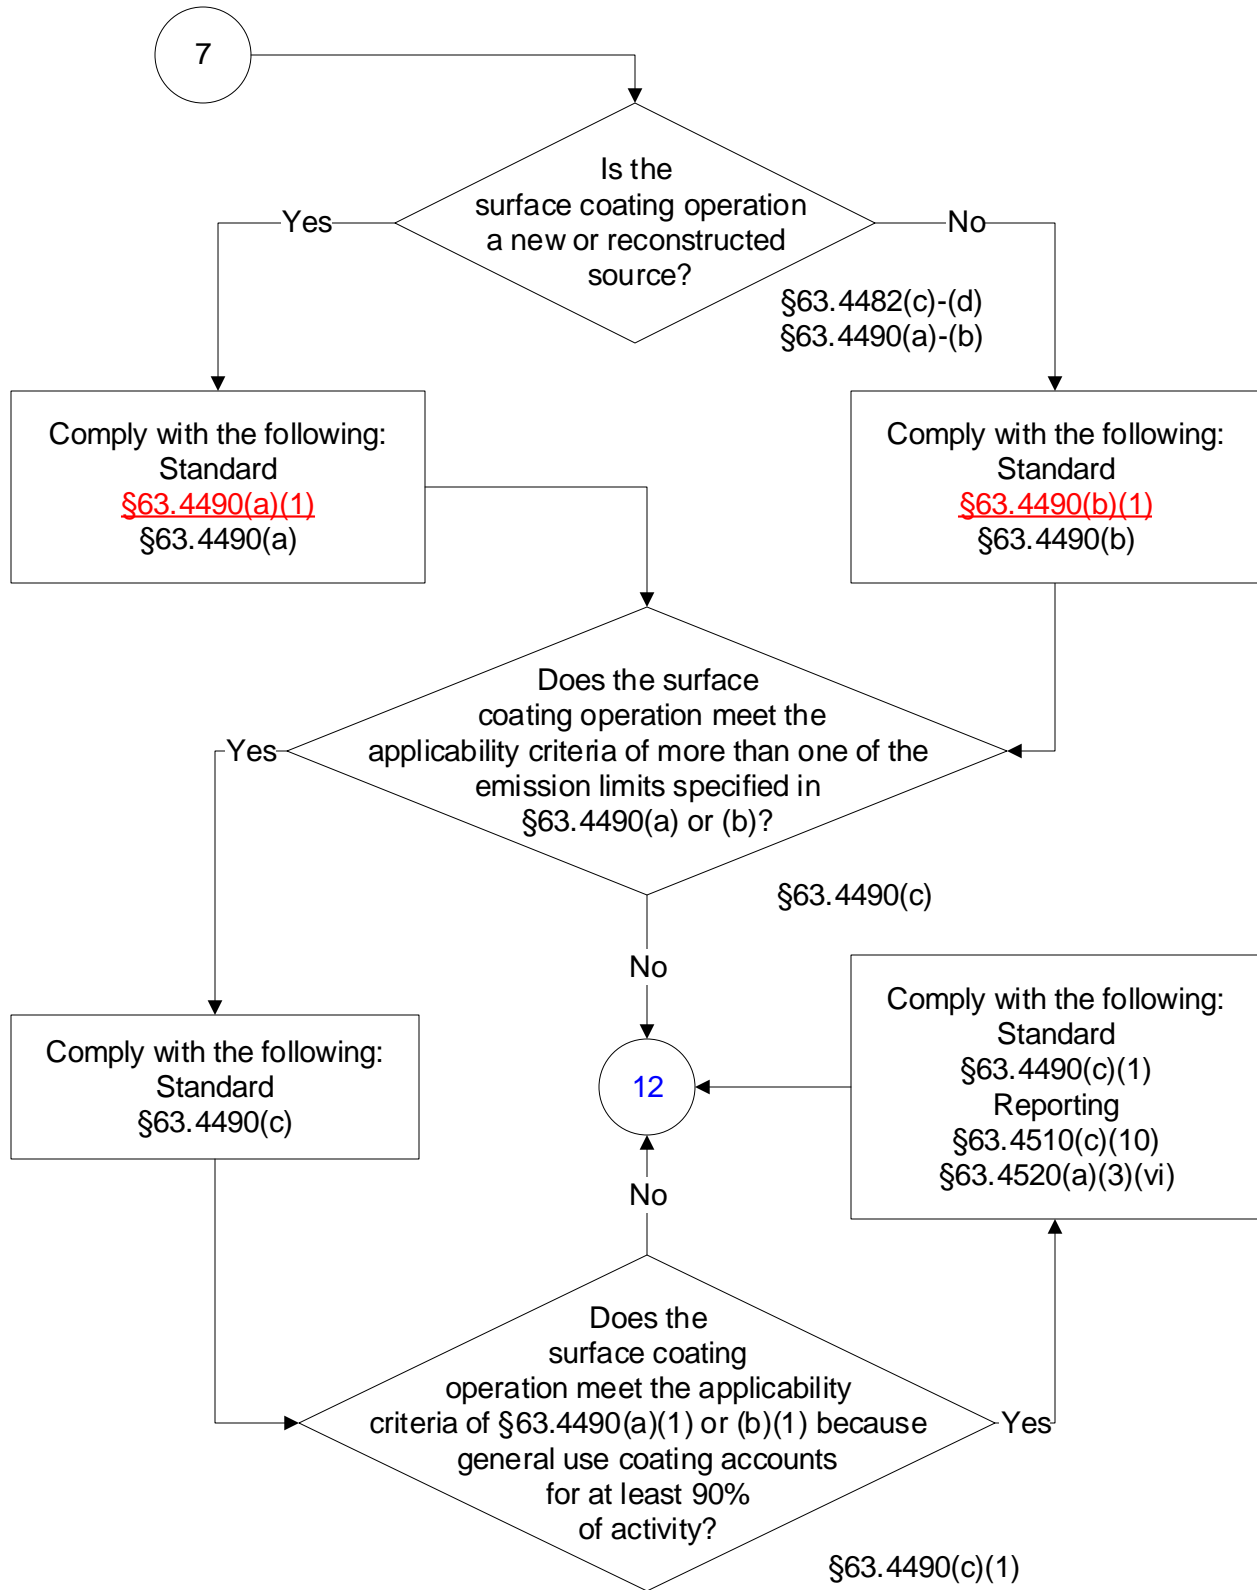 7
Is the
surface coating operation
a new or reconstructed
source?
Yes
No
§63.4482(c)-(d)
§63.4490(a)-(b)
Comply with the following:
Standard
§63.4490(a)(1)
§63.4490(a)
Comply with the following:
Standard
§63.4490(b)(1)
§63.4490(b)
Does the surface
coating operation meet the
applicability criteria of more than one of the
emission limits specified in
§63.4490(a) or (b)?
Yes
§63.4490(c)
No
Comply with the following:
Standard
§63.4490(c)
12
Comply with the following:
Standard
§63.4490(c)(1)
Reporting
§63.4510(c)(10)
§63.4520(a)(3)(vi)
No
Does the
surface coating
operation meet the applicability
criteria of §63.4490(a)(1) or (b)(1) because
general use coating accounts
for at least 90%
of activity?
Yes
§63.4490(c)(1)